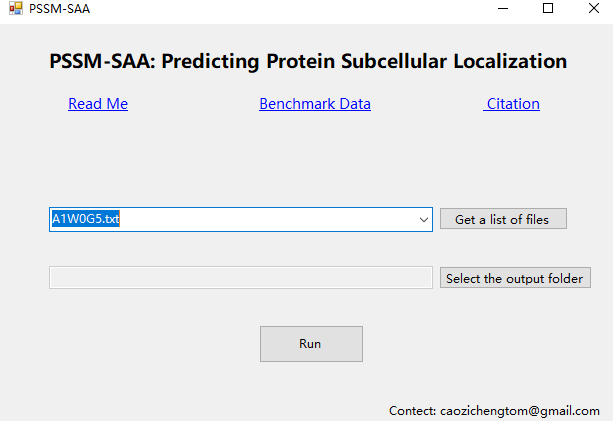 PSSM-SAA
PSSM-SAA: Predicting Protein Subcellular Localization
Read Me Benchmark Data Citation
A1W0G5.txt Get a list of files
Select the output folder
Run
Contect: caozichengtom@gmail.com